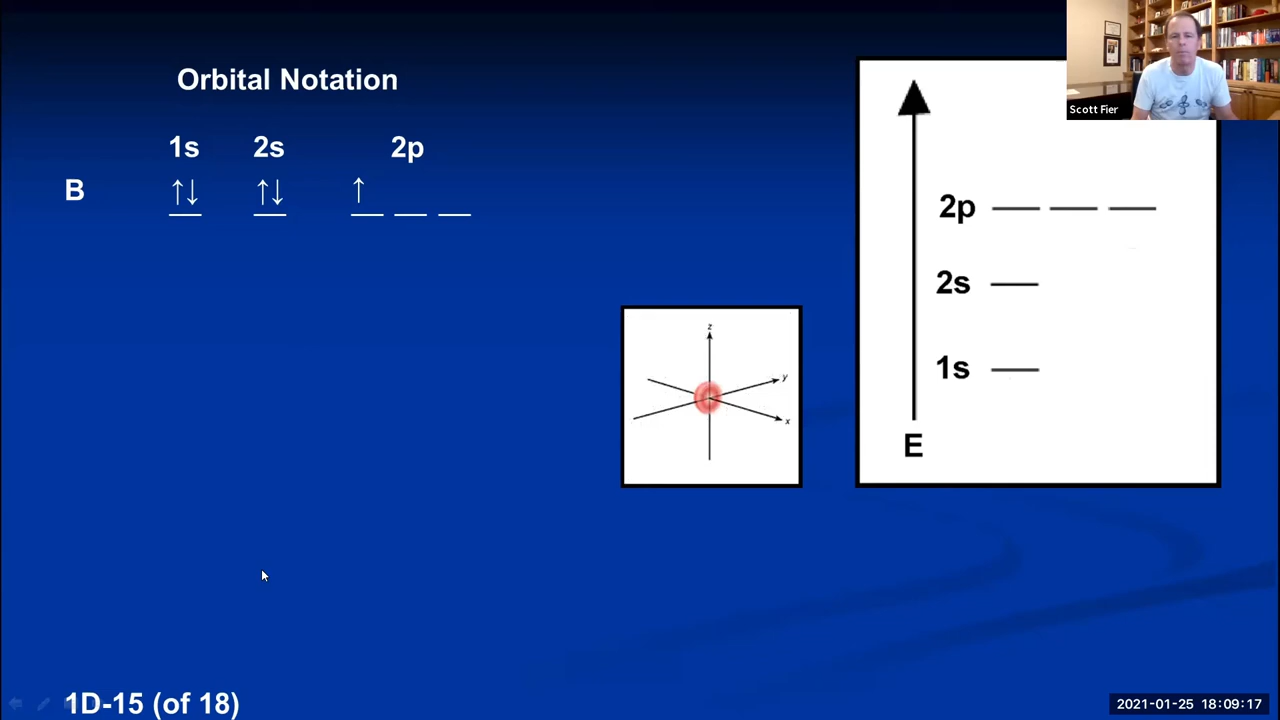 Orbital Notation
1s 2s 2p
B ↑↓ ↑↓ ↑
2p
2s
1s
E
z
y
x
Scott Fier
1D-15 (of 18)
2021-01-25 18:09:17